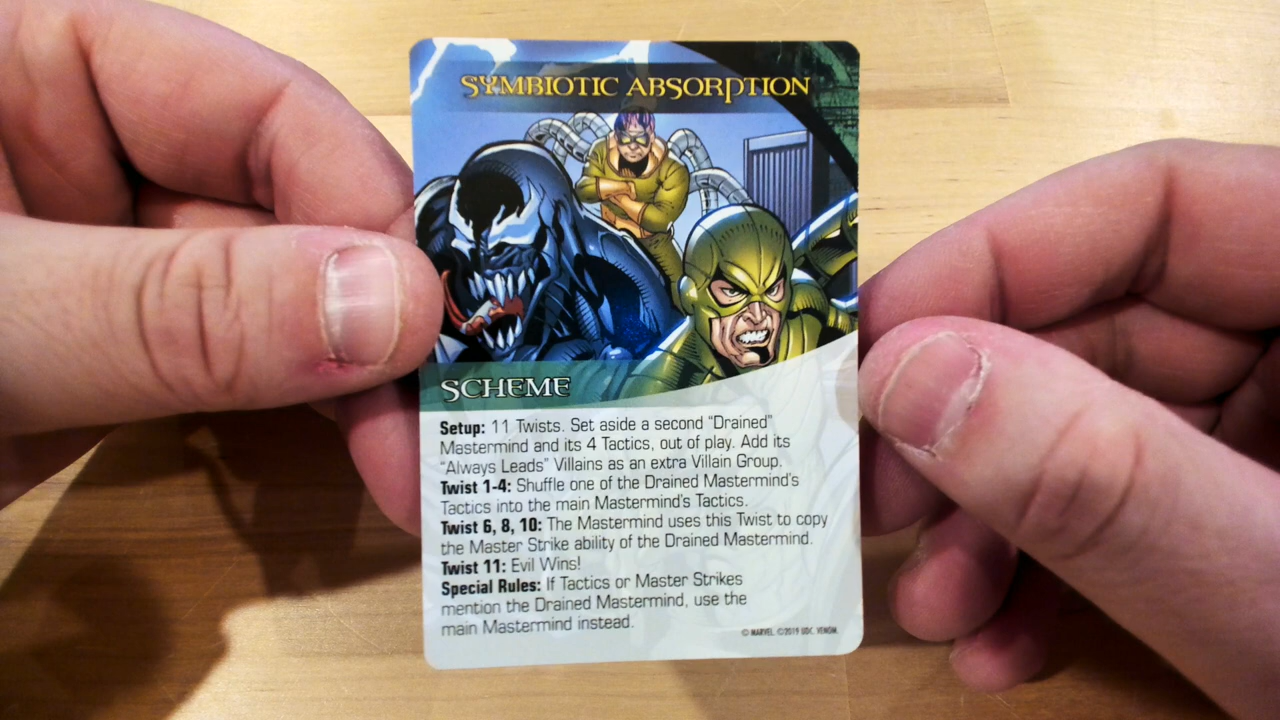 SYMBIOTIC ABSORPTION
SCHEME
Setup: 11 Twists. Set aside a second “Drained”
Mastermind and its 4 Tactics, out of play. Add its
“Always Leads” Villains as an extra Villain Group.
Twist 1-4: Shuffle one of the Drained Mastermind’s
Tactics into the main Mastermind’s Tactics.
Twist 6, 8, 10: The Mastermind uses this Twist to copy
the Master Strike ability of the Drained Mastermind.
Twist 11: Evil Wins!
Special Rules: If Tactics or Master Strikes
mention the Drained Mastermind, use the
main Mastermind instead.
© MARVEL. ©2019 UDC. VENOM.